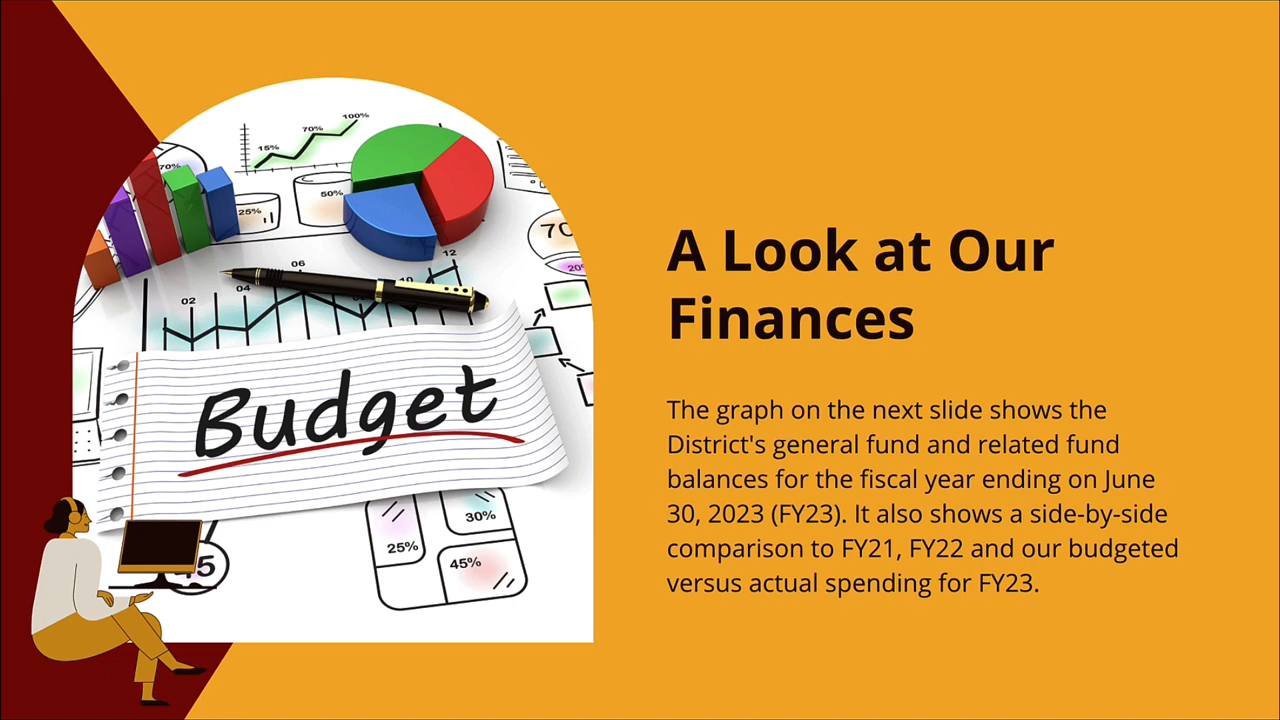 A Look at Our
Finances
The graph on the next slide shows the
District's general fund and related fund
balances for the fiscal year ending on June
30, 2023 (FY23). It also shows a side-by-side
comparison to FY21, FY22 and our budgeted
versus actual spending for FY23.
15%
70%
100%
70%
25%
50%
20%
02
04
06
10
12
Budget
25%
30%
45%